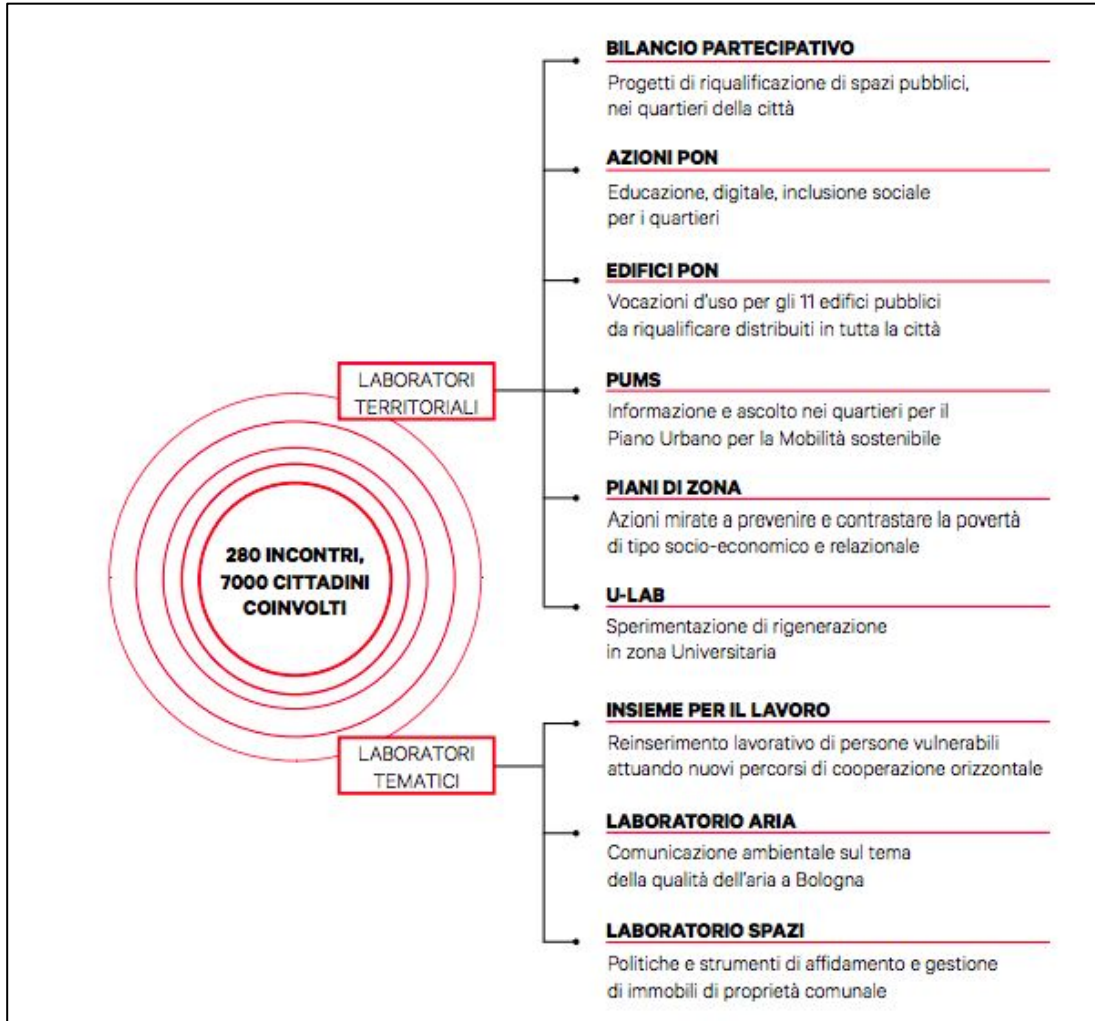 BILANCIO PARTECIPATIVO
Progetti di riqualificazione di spazi pubblici,
nei quartieri della città
AZIONI PON
Educazione, digitale, inclusione sociale
per i quartieri
EDIFICI PON
Vocazioni d'uso per gli 11 edifici pubblici
da riqualificare distribuiti in tutta la città
LABORATORI
TERRITORIALI
PUMS
Informazione e ascolto nei quartieri per il
Piano Urbano per la Mobilità sostenibile
PIANI DI ZONA
Azioni mirate a prevenire e contrastare la povertà
di tipo socio-economico e relazionale
280 INCONTRI,
7000 CITTADINI
COINVOLTI
U-LAB
Sperimentazione di rigenerazione
in zona Universitaria
INSIEME PER IL LAVORO
Reinserimento lavorativo di persone vulnerabili
attuando nuovi percorsi di cooperazione orizzontale
LABORATORI
TEMATICI
LABORATORIO ARIA
Comunicazione ambientale sul tema
della qualità dell'aria a Bologna
LABORATORIO SPAZI
Politiche e strumenti di affidamento e gestione
di immobili di proprietà comunale